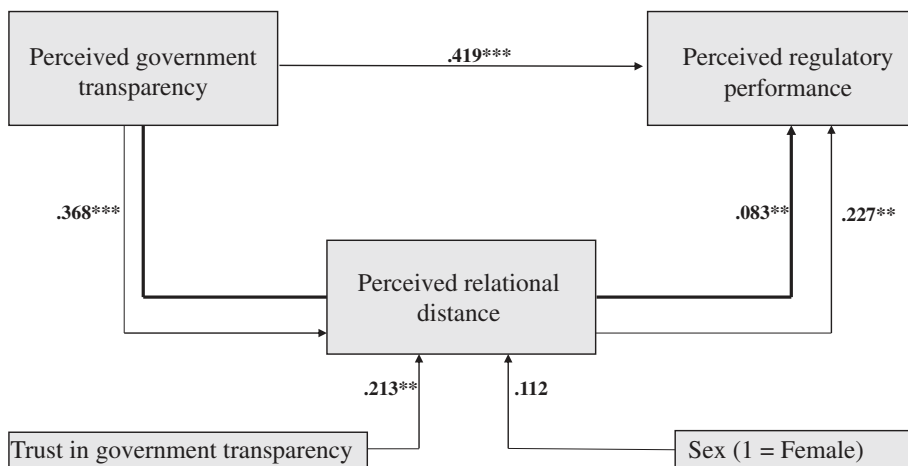 Perceived government
transparency
.419***
Perceived regulatory
performance
.368***
.083**
.227**
Perceived relational
distance
.213**
.112
Trust in government transparency
Sex (1 = Female)